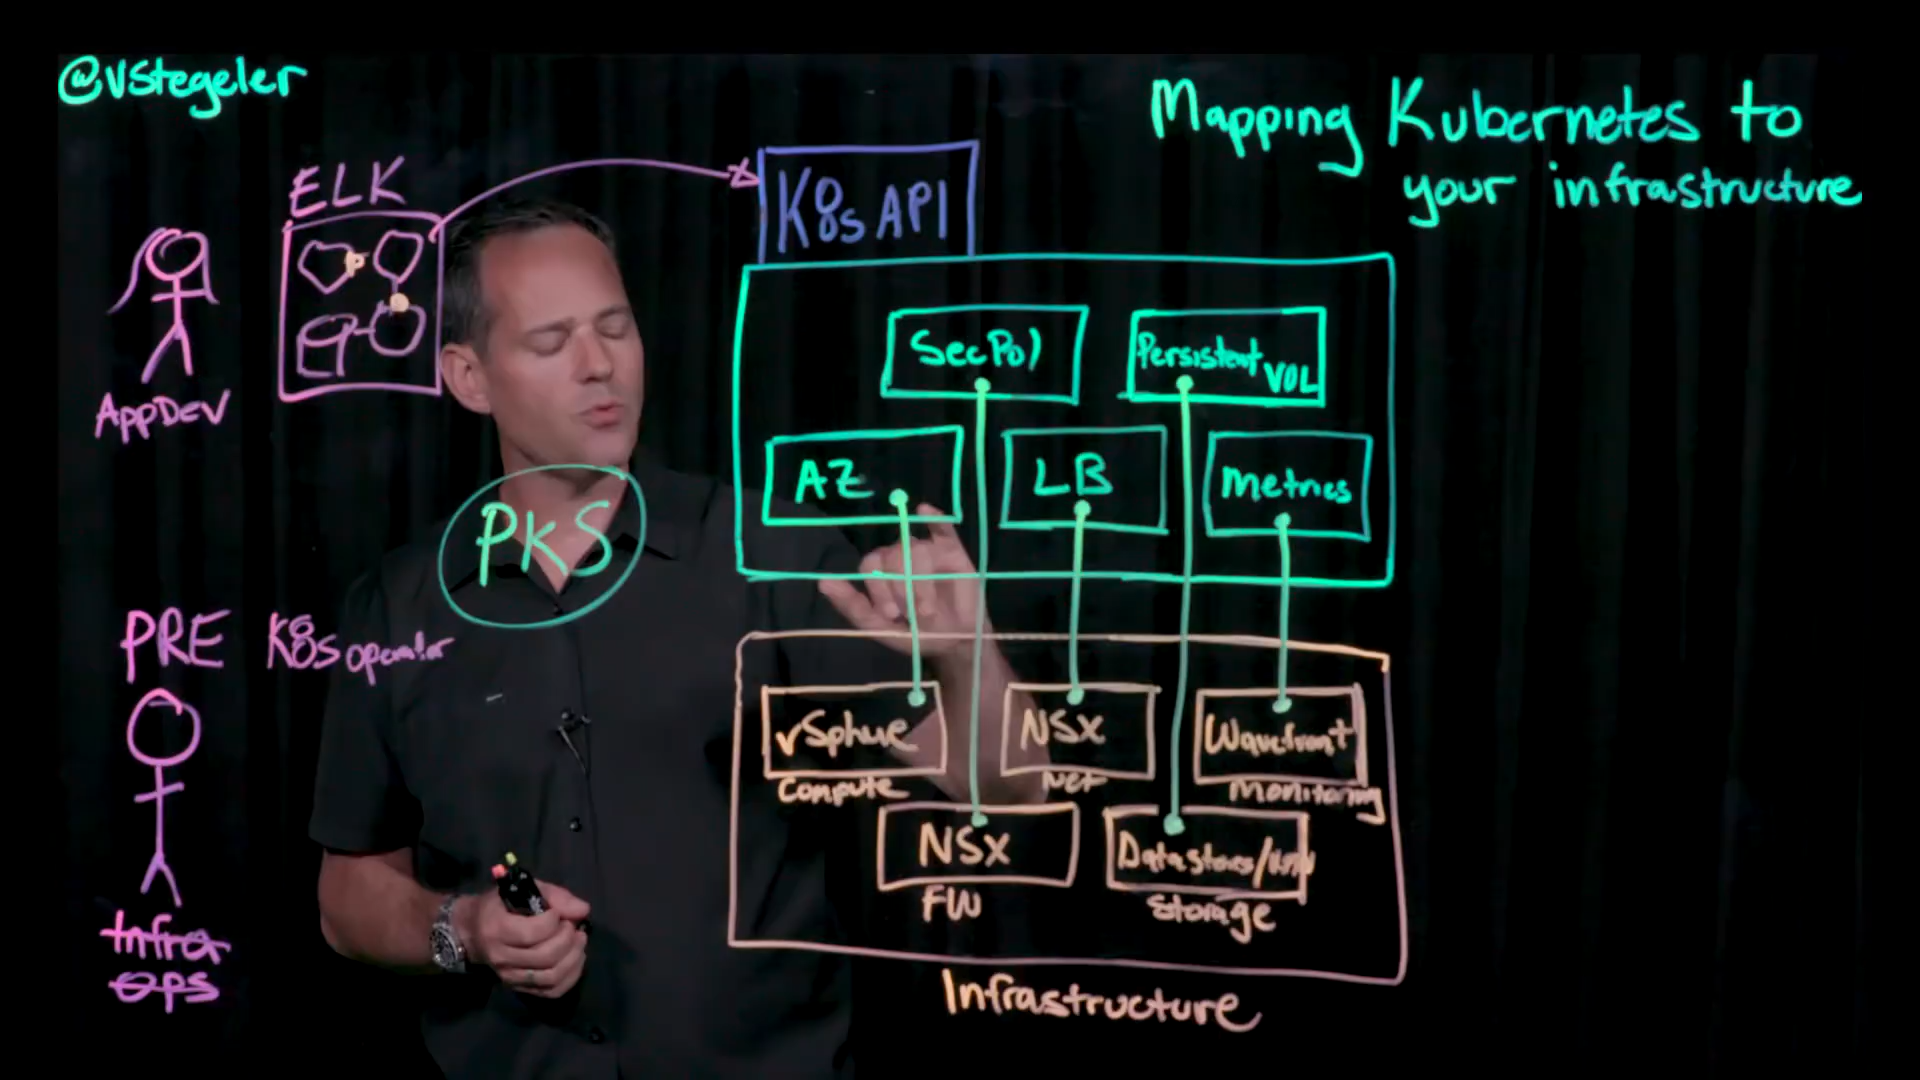 @vstegeler
Mapping Kubernetes to
your infrastructure
ELK
K8s API
AppDev
SecPol
Persistent VOL
AZ
LB
Metrics
PKS
PRE K8s operator
Infra
ops
vSphere
Compute
NSX
Net
Wavefront
Monitoring
NSX
FW
Datastores/
Storage
Infrastructure